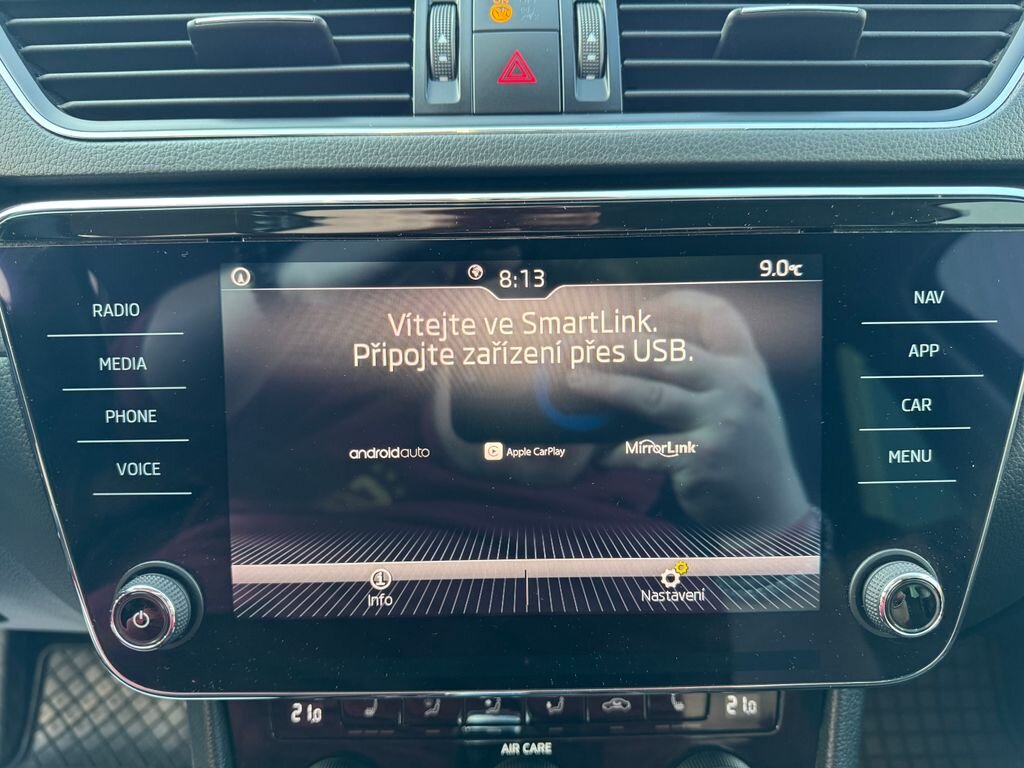 8:13
9.0°C
RADIO
MEDIA
PHONE
VOICE
Vítejte ve SmartLink.
Připojte zařízení přes USB.
androidauto
Apple CarPlay
MirrorLink
Info
Nastavení
NAV
APP
CAR
MENU
21.0
21.0
AIR CARE